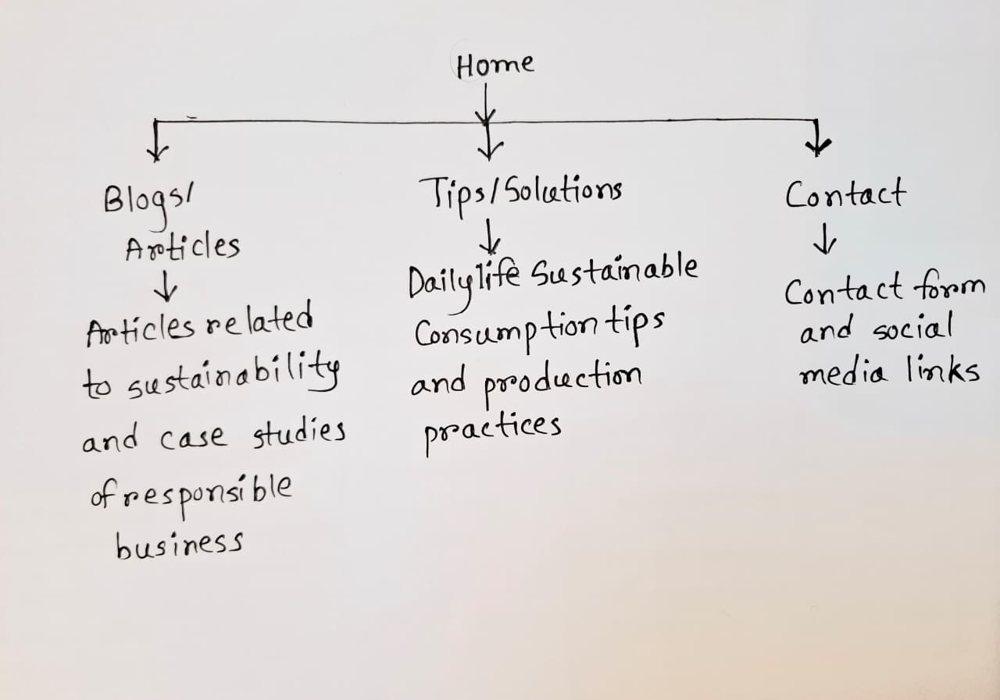 Home
Blogs/
Articles
Articles related
to sustainability
and case studies
of responsible
business
Tips/Solutions
Dailylife Sustainable
Consumption tips
and production
practices
Contact
Contact form
and social
media links